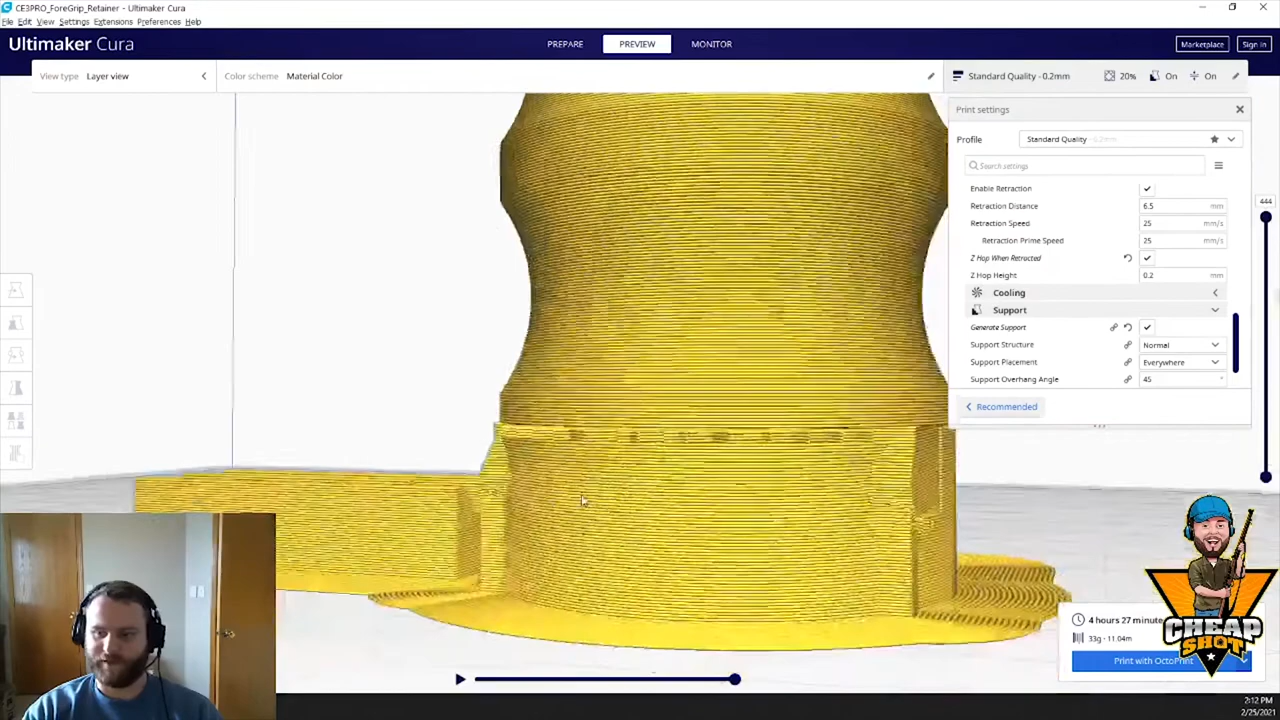 CE3PRO_ForeGrip_Retainer - Ultimaker Cura
File Edit View Settings Extensions Preferences Help
Ultimaker Cura
PREPARE PREVIEW MONITOR
Marketplace Sign in
View type Layer view
Color scheme Material Color
Standard Quality - 0.2mm 20% On On
Print settings
Profile Standard Quality - 0.2mm
Search settings
Enable Retraction
Retraction Distance 6.5 mm
Retraction Speed 25 mm/s
Retraction Prime Speed 25 mm/s
Z Hop When Retracted
Z Hop Height 0.2 mm
Cooling
Support
Generate Support
Support Structure Normal
Support Placement Everywhere
Support Overhang Angle 45 °
Recommended
444
4 hours 27 minute
33g · 11.04m
Print with OctoPrint
CHEAP
SHOT
2:12 PM
2/25/2021